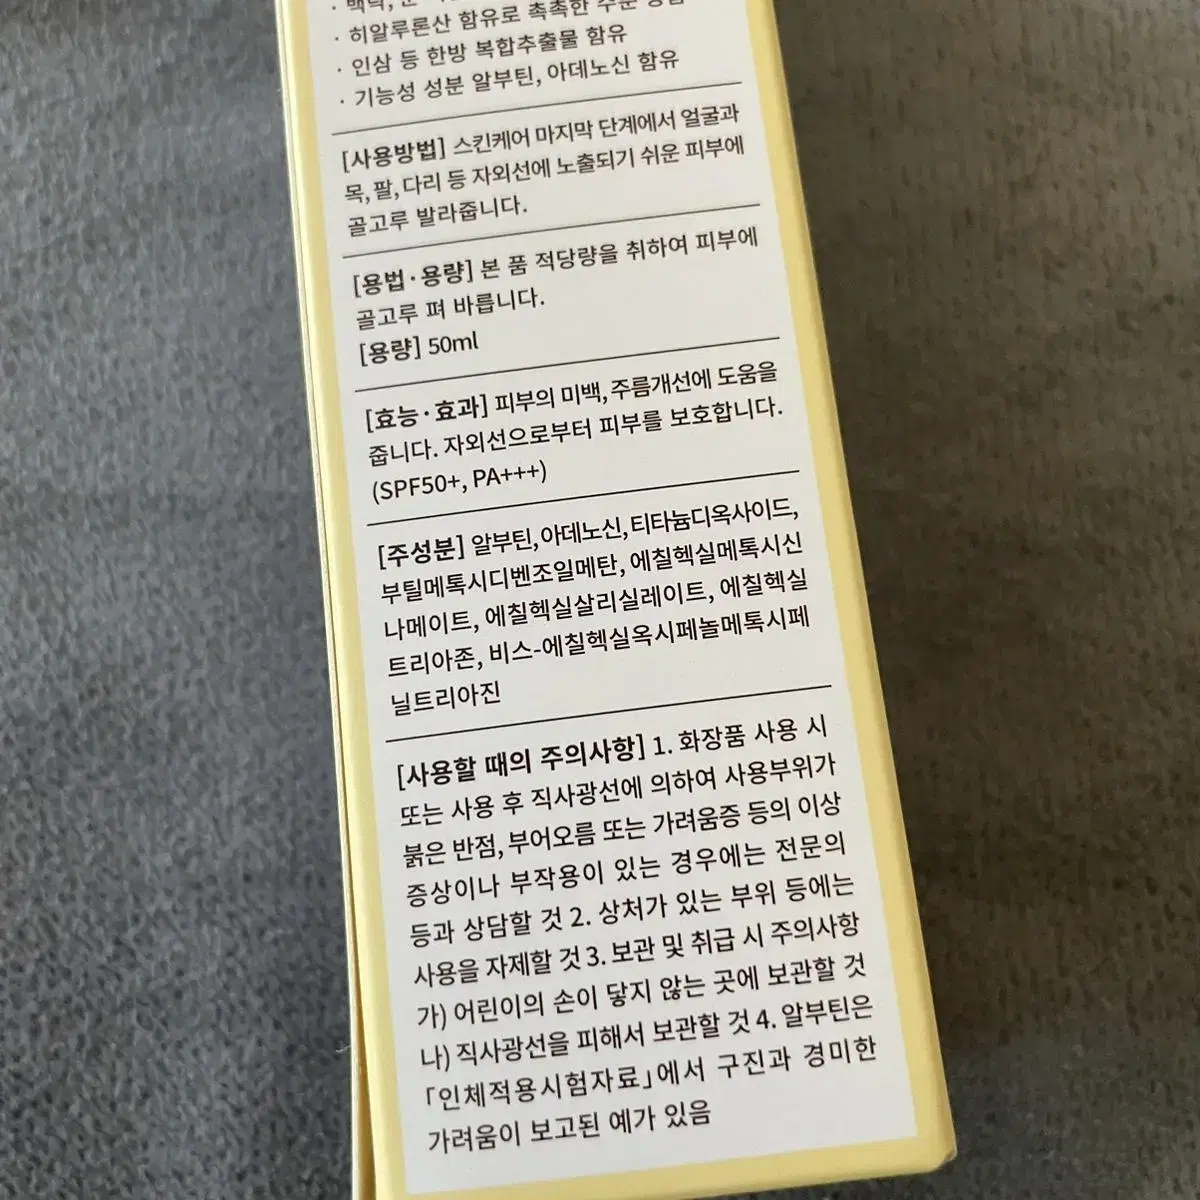 · 히알루론산 함유로 촉촉한 수분
· 인삼 등 한방 복합추출물 함유
· 기능성 성분 알부틴, 아데노신 함유
[사용방법] 스킨케어 마지막 단계에서 얼굴과
목, 팔, 다리 등 자외선에 노출되기 쉬운 피부에
골고루 발라줍니다.
[용법·용량] 본 품 적당량을 취하여 피부에
골고루 펴 바릅니다.
[용량] 50ml
[효능·효과] 피부의 미백, 주름개선에 도움을
줍니다. 자외선으로부터 피부를 보호합니다.
(SPF50+, PA+++)
[주성분] 알부틴, 아데노신, 티타늄디옥사이드,
부틸메톡시디벤조일메탄, 에칠헥실메톡시신
나메이트, 에칠헥실살리실레이트, 에칠헥실
트리아존, 비스-에칠헥실옥시페놀메톡시페
닐트리아진
[사용할 때의 주의사항] 1. 화장품 사용 시
또는 사용 후 직사광선에 의하여 사용부위가
붉은 반점, 부어오름 또는 가려움증 등의 이상
증상이나 부작용이 있는 경우에는 전문의
등과 상담할 것 2. 상처가 있는 부위 등에는
사용을 자제할 것 3. 보관 및 취급 시 주의사항
가) 어린이의 손이 닿지 않는 곳에 보관할 것
나) 직사광선을 피해서 보관할 것 4. 알부틴은
「인체적용시험자료」에서 구진과 경미한
가려움이 보고된 예가 있음